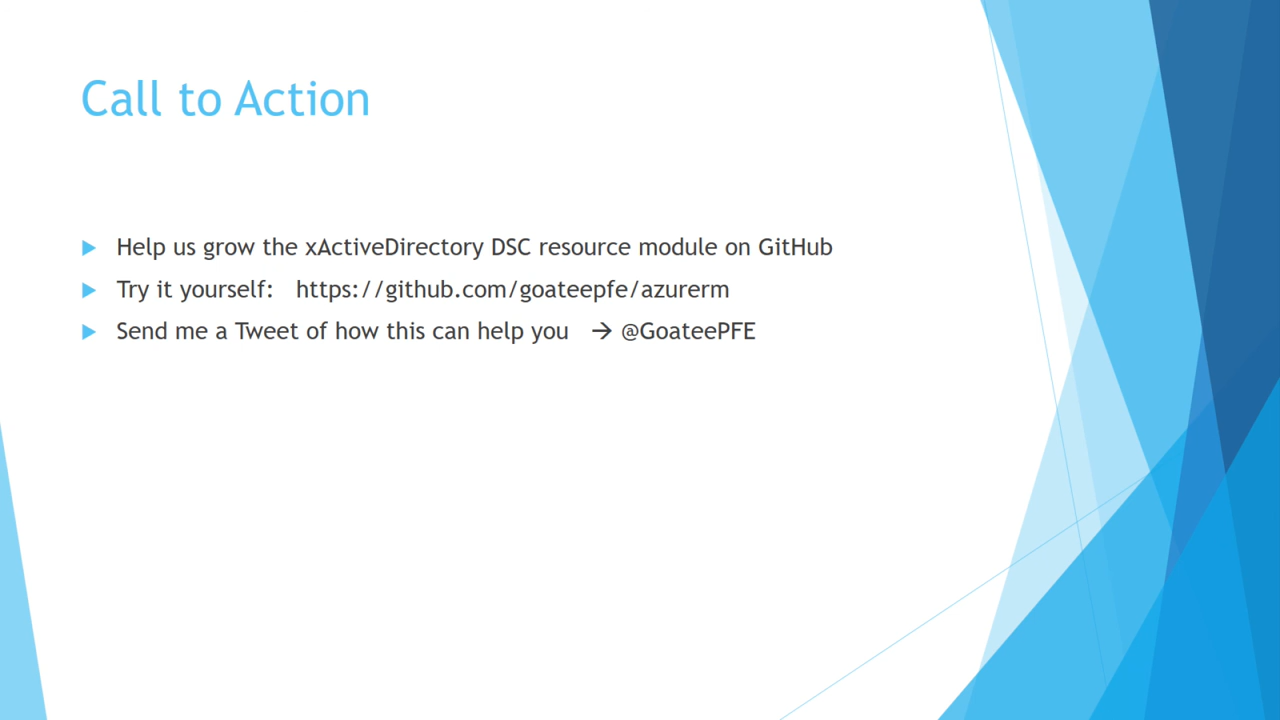 Call to Action
Help us grow the xActiveDirectory DSC resource module on GitHub
Try it yourself: https://github.com/goateepfe/azurerm
Send me a Tweet of how this can help you → @GoateePFE